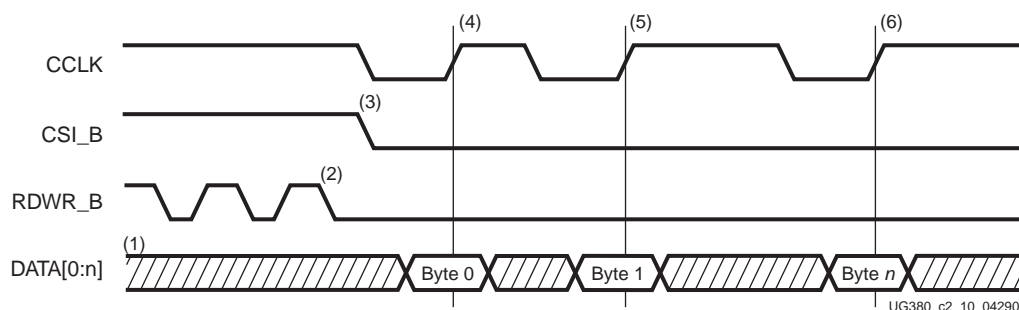 (4) (5) (6)
CCLK
(3)
CSI_B
(2)
RDWR_B
(1)
DATA[0:n] Byte 0 Byte 1 Byte n
UG380_c2_10_04290